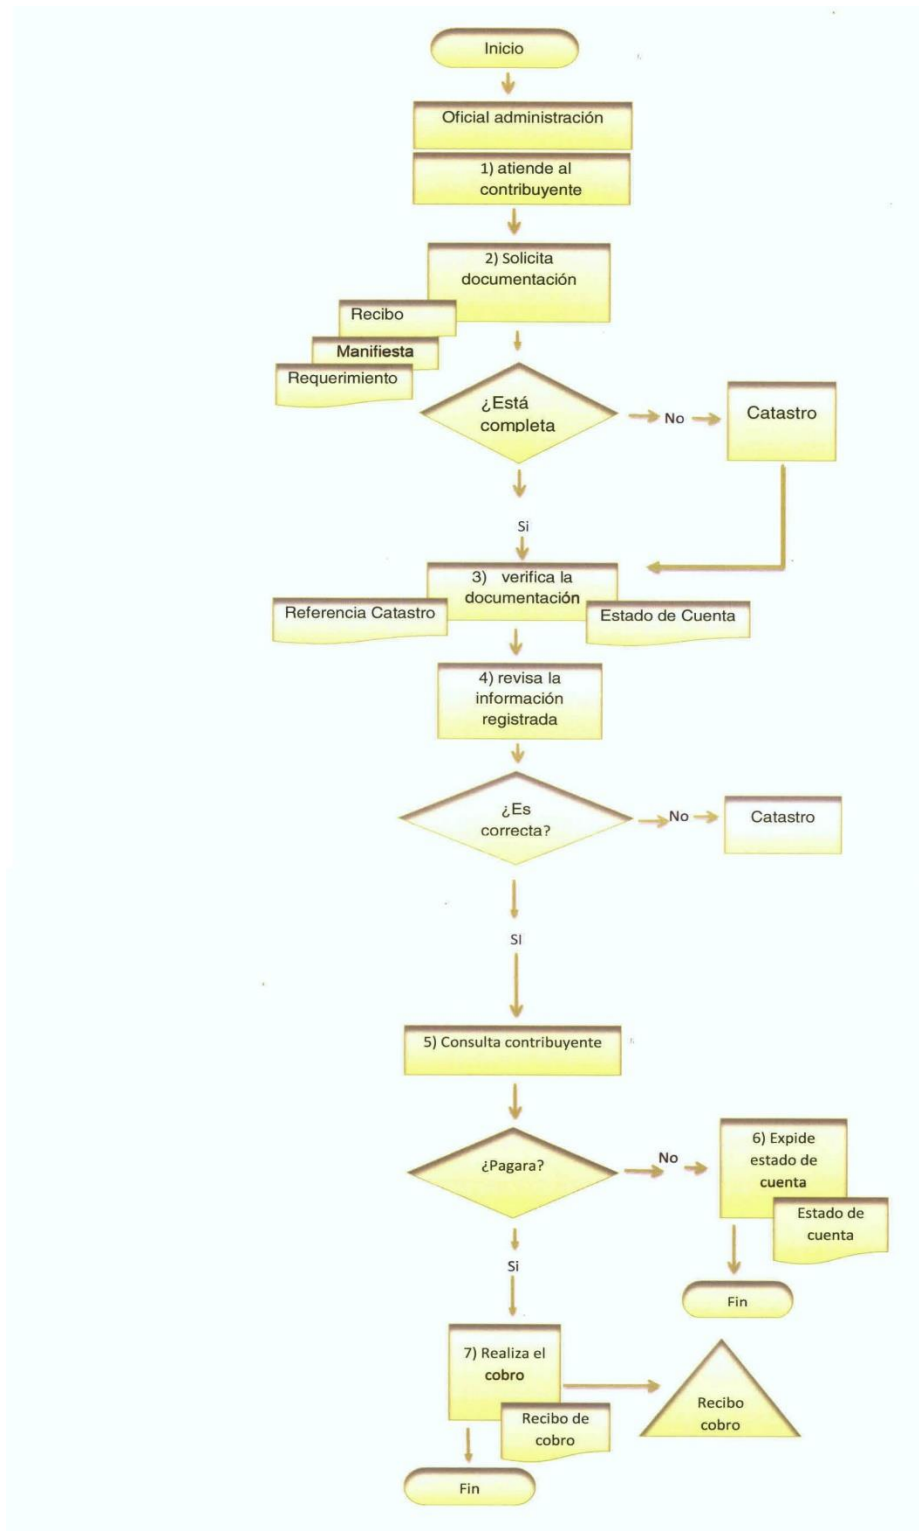 Inicio
Oficial administración
1) atiende al
contribuyente
2) Solicita
documentación
Recibo
Manifiesta
Requerimiento
¿Está
completa
No
Catastro
Si
3) verifica la
documentación
Referencia Catastro
Estado de Cuenta
4) revisa la
información
registrada
¿Es
correcta?
No
Catastro
SI
5) Consulta contribuyente
¿Pagara?
No
6) Expide
estado de
cuenta
Estado de
cuenta
Si
Fin
7) Realiza el
cobro
Recibo de
cobro
Recibo
cobro
Fin